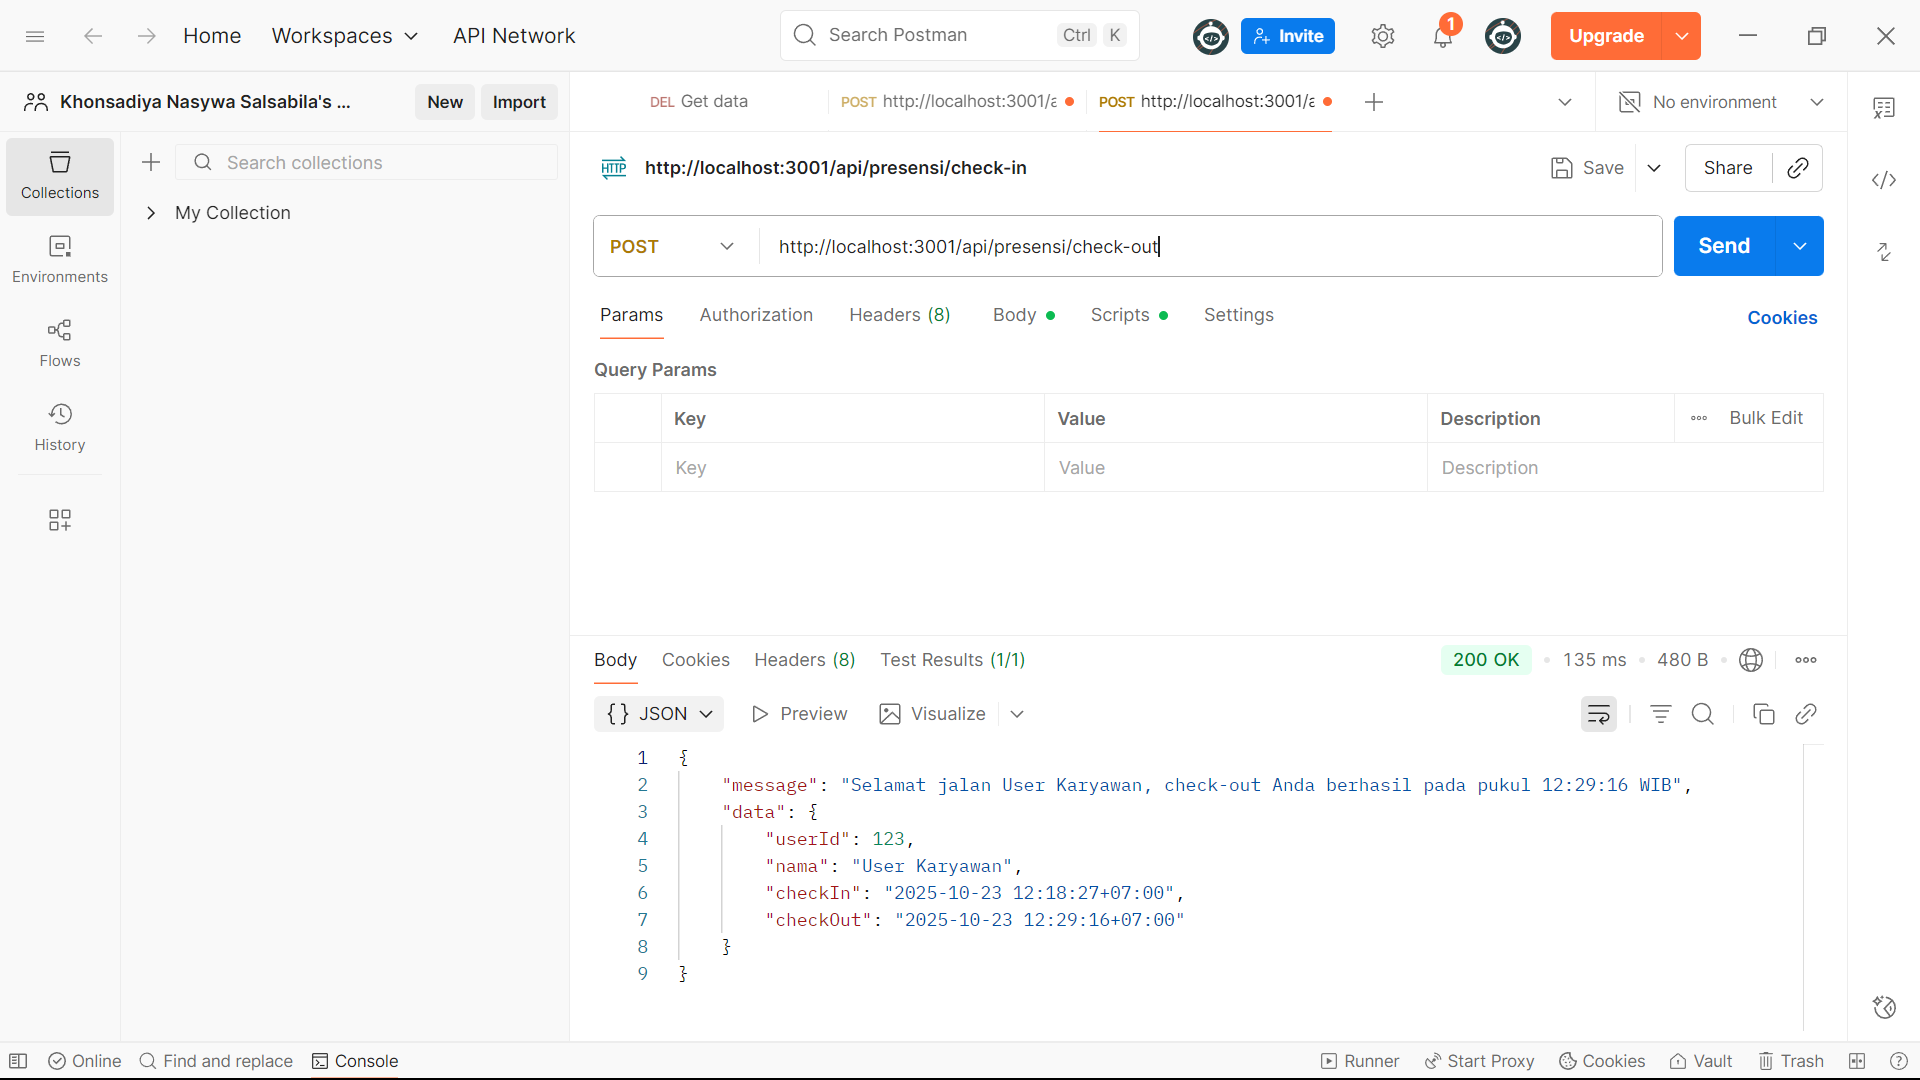 Home
Workspaces
API Network
Search Postman
Ctrl
K
Invite
1
Upgrade
Khonsadiya Nasywa Salsabila's ...
New
Import
DEL Get data
POST http://localhost:3001/a
POST http://localhost:3001/a
No environment
Collections
Environments
Flows
History
Search collections
My Collection
HTTP
http://localhost:3001/api/presensi/check-in
Save
Share
POST
http://localhost:3001/api/presensi/check-out
Send
Params
Authorization
Headers (8)
Body
Scripts
Settings
Cookies
Query Params
Key
Value
Description
Bulk Edit
Key
Value
Description
Body
Cookies
Headers (8)
Test Results (1/1)
200 OK
135 ms
480 B
{} JSON
Preview
Visualize
1 {
2 "message": "Selamat jalan User Karyawan, check-out Anda berhasil pada pukul 12:29:16 WIB",
3 "data": {
4 "userId": 123,
5 "nama": "User Karyawan",
6 "checkIn": "2025-10-23 12:18:27+07:00",
7 "checkOut": "2025-10-23 12:29:16+07:00"
8 }
9 }
Online
Find and replace
Console
Runner
Start Proxy
Cookies
Vault
Trash